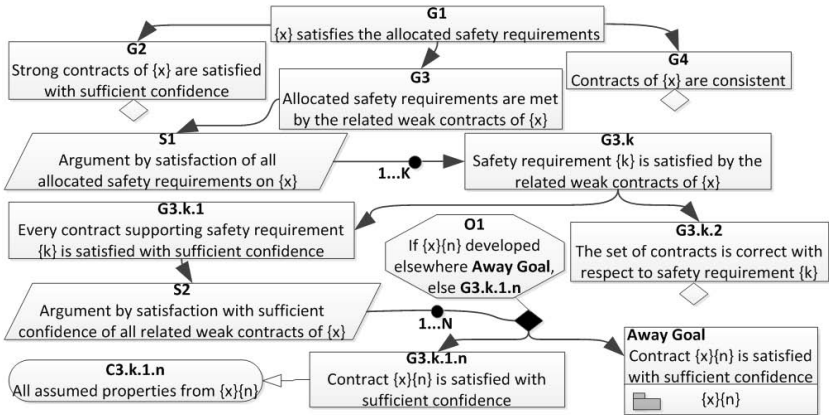 G1
{x} satisfies the allocated safety requirements
G2
Strong contracts of {x} are satisfied
with sufficient confidence
G3
Allocated safety requirements are met
by the related weak contracts of {x}
G4
Contracts of {x} are consistent
S1
Argument by satisfaction of all
allocated safety requirements on {x}
1...K
G3.k
Safety requirement {k} is satisfied by the
related weak contracts of {x}
G3.k.1
Every contract supporting safety requirement
{k} is satisfied with sufficient confidence
O1
If {x}{n} developed
elsewhere Away Goal,
else G3.k.1.n
G3.k.2
The set of contracts is correct with
respect to safety requirement {k}
S2
Argument by satisfaction with sufficient
confidence of all related weak contracts of {x}
1...N
C3.k.1.n
All assumed properties from {x}{n}
G3.k.1.n
Contract {x}{n} is satisfied with
sufficient confidence
Away Goal
Contract {x}{n} is satisfied
with sufficient confidence
{x}{n}